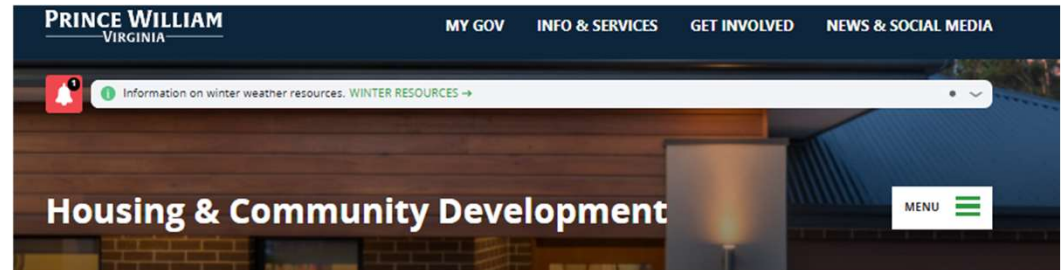 PRINCE WILLIAM
VIRGINIA
MY GOV INFO & SERVICES GET INVOLVED NEWS & SOCIAL MEDIA
1
Information on winter weather resources. WINTER RESOURCES →
Housing & Community Development
MENU